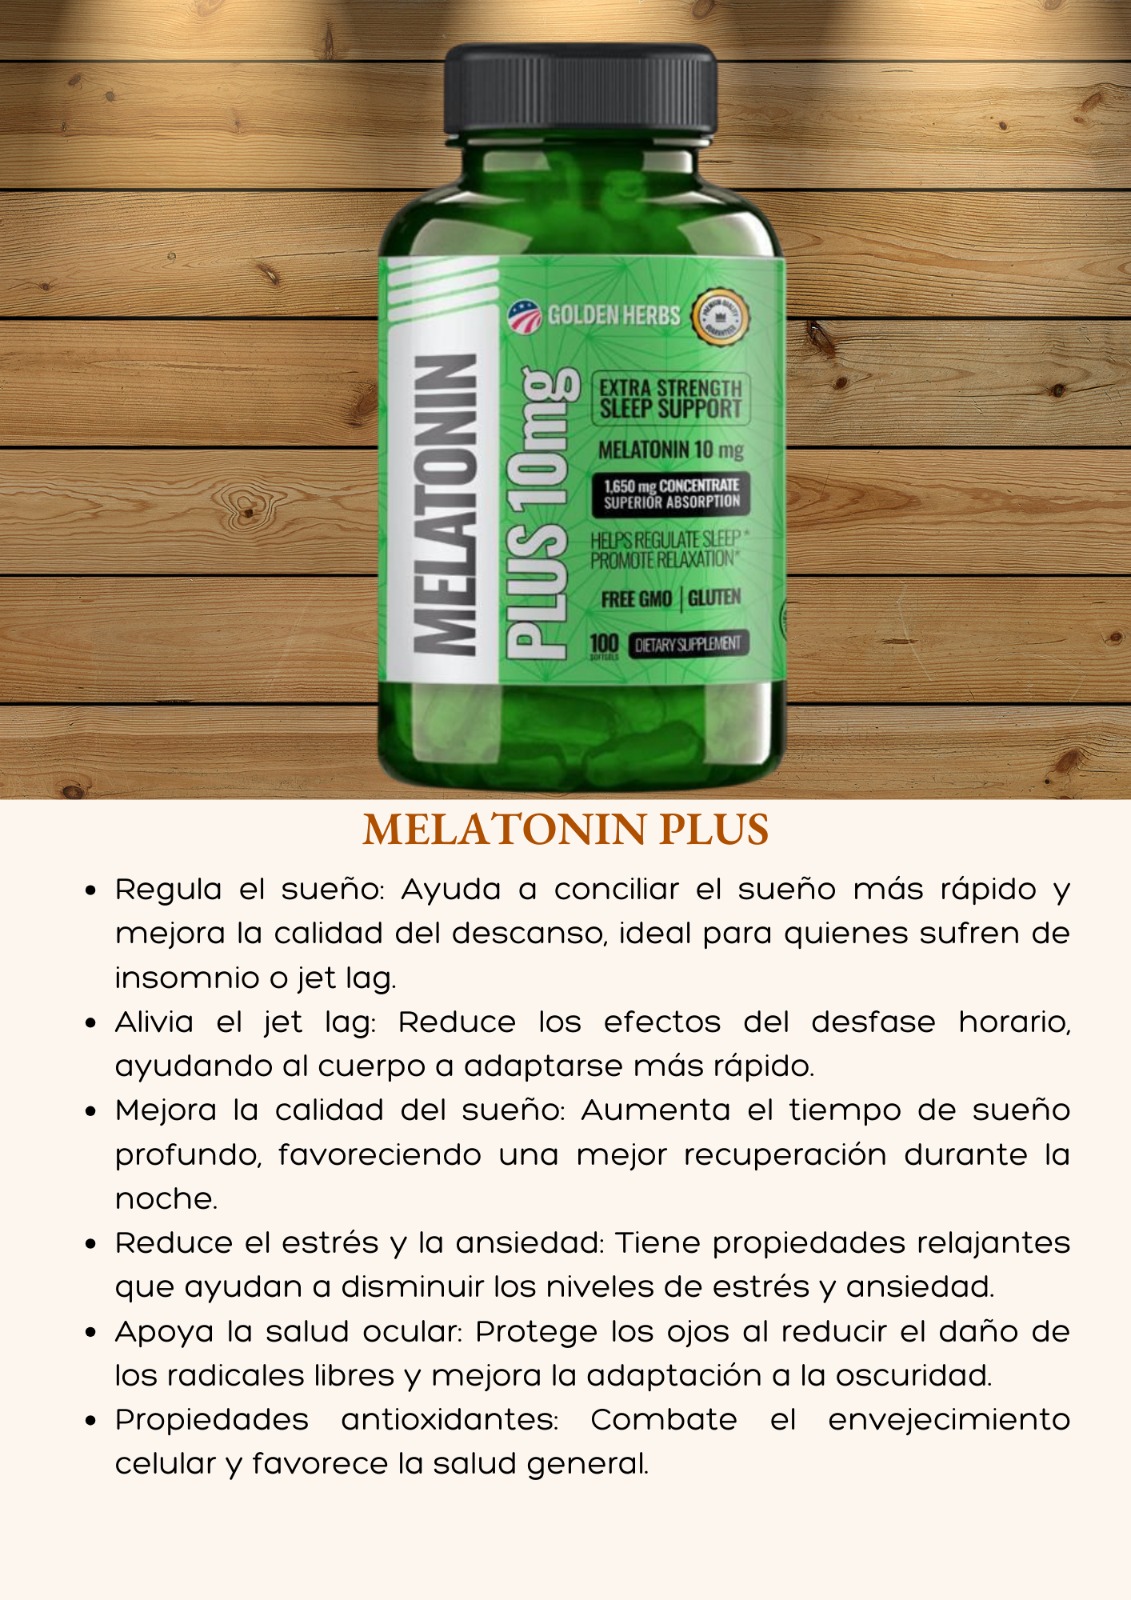 GOLDEN HERBS
PREMIUM QUALITY
GUARANTEED
MELATONIN
PLUS 10mg
EXTRA STRENGTH
SLEEP SUPPORT
MELATONIN 10 mg
1,650 mg CONCENTRATE
SUPERIOR ABSORPTION
HELPS REGULATE SLEEP*
PROMOTE RELAXATION*
FREE GMO | GLUTEN
100
SOFTGELS
DIETARY SUPPLEMENT
MELATONIN PLUS
• Regula el sueño: Ayuda a conciliar el sueño más rápido y
mejora la calidad del descanso, ideal para quienes sufren de
insomnio o jet lag.
• Alivia el jet lag: Reduce los efectos del desfase horario,
ayudando al cuerpo a adaptarse más rápido.
• Mejora la calidad del sueño: Aumenta el tiempo de sueño
profundo, favoreciendo una mejor recuperación durante la
noche.
• Reduce el estrés y la ansiedad: Tiene propiedades relajantes
que ayudan a disminuir los niveles de estrés y ansiedad.
• Apoya la salud ocular: Protege los ojos al reducir el daño de
los radicales libres y mejora la adaptación a la oscuridad.
• Propiedades antioxidantes: Combate el envejecimiento
celular y favorece la salud general.